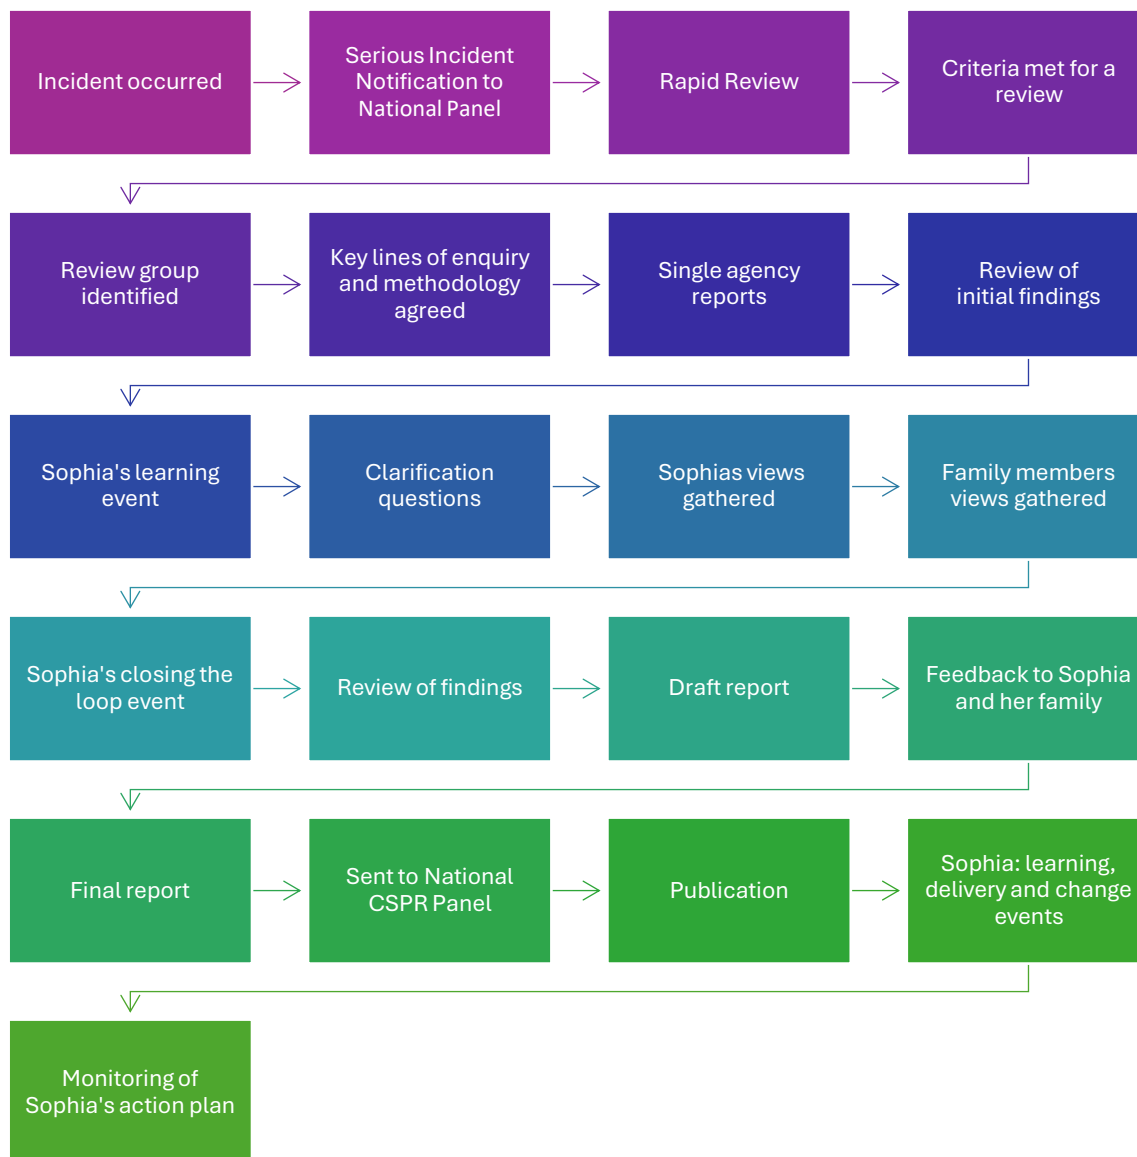 Incident occurred
Serious Incident
Notification to
National Panel
Rapid Review
Criteria met for a
review
Review group
identified
Key lines of enquiry
and methodology
agreed
Single agency
reports
Review of
initial findings
Sophia's learning
event
Clarification
questions
Sophias views
gathered
Family members
views gathered
Sophia's closing the
loop event
Review of findings
Draft report
Feedback to Sophia
and her family
Final report
Sent to National
CSPR Panel
Publication
Sophia: learning,
delivery and change
events
Monitoring of
Sophia's action plan